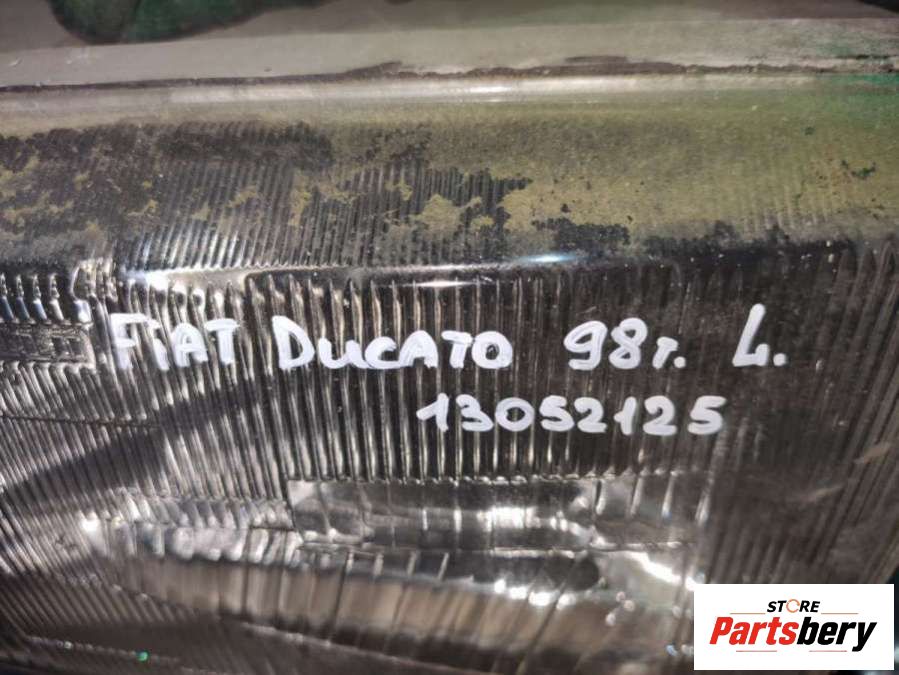 FIAT DUCATO 98г. L.
13052125
STORE
Partsbery